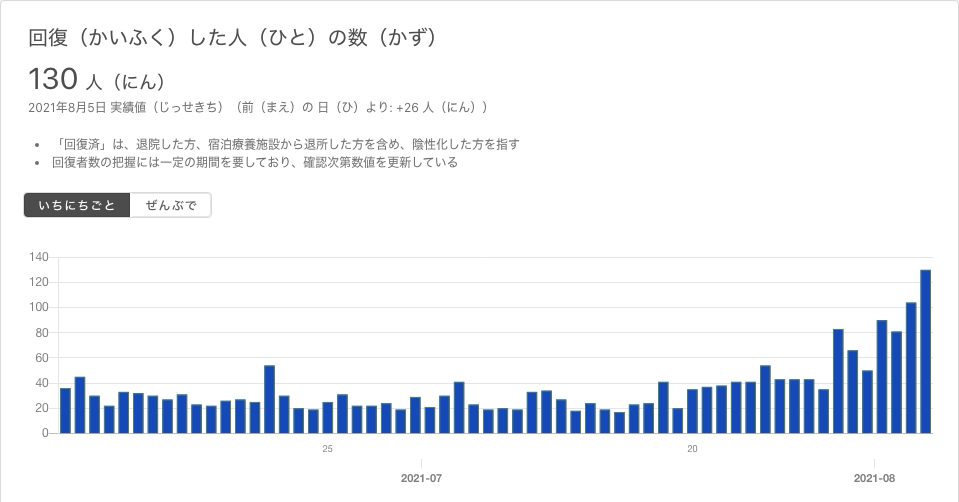 回復（かいふく）した人（ひと）の数（かず）
130 人（にん）
2021年8月5日 実績値（じっせきち）（前（まえ）の 日（ひ）より: +26 人（にん））
• 「回復済」は、退院した方、宿泊療養施設から退所した方を含め、陰性化した方を指す
• 回復者数の把握には一定の期間を要しており、確認次第数値を更新している
いちにちごと ぜんぶで
140
120
100
80
60
40
20
0
25 20
2021-07 2021-08